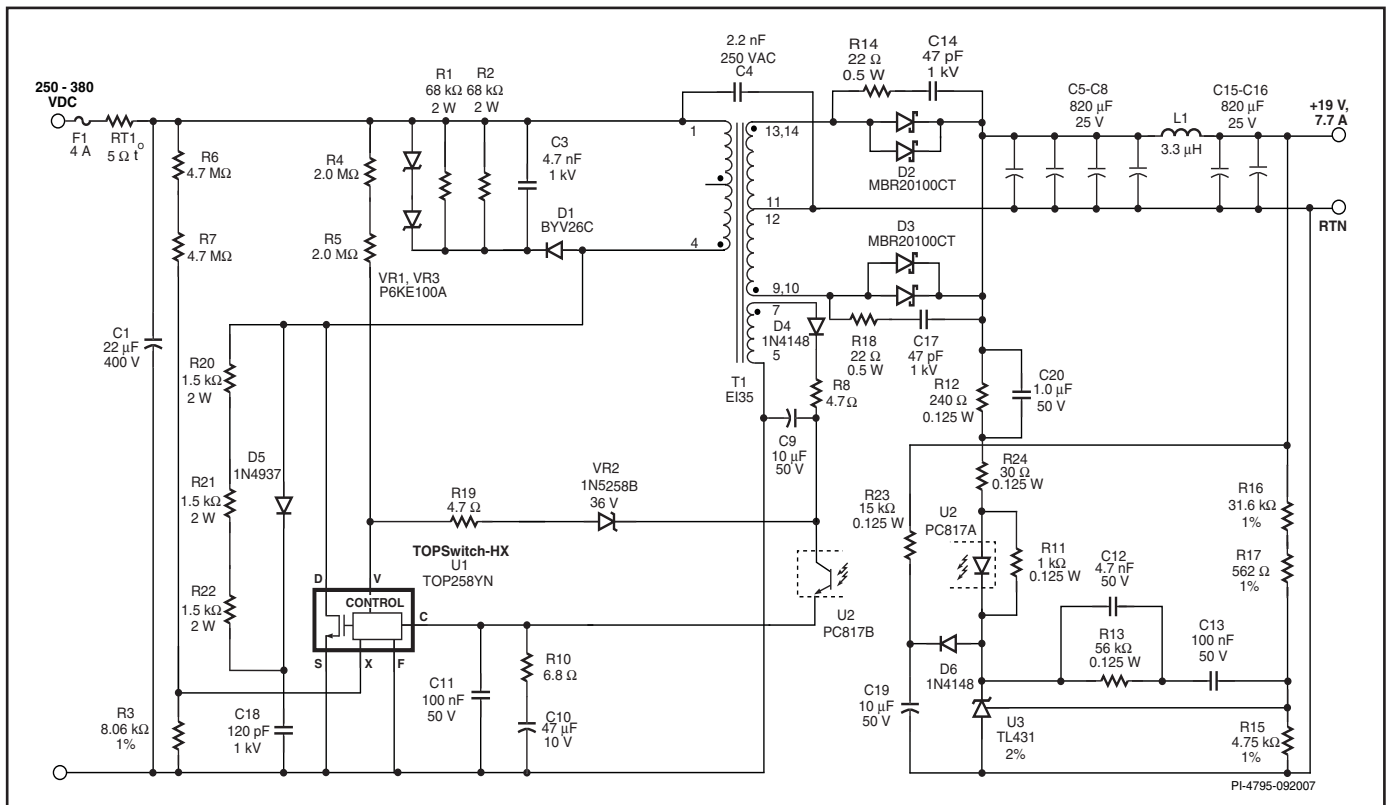 250 - 380
VDC
F1
4 A
RT1
5 Ω
t°
R6
4.7 MΩ
R7
4.7 MΩ
C1
22 µF
400 V
R3
8.06 kΩ
1%
R4
2.0 MΩ
R5
2.0 MΩ
VR1, VR3
P6KE100A
R1
68 kΩ
2 W
R2
68 kΩ
2 W
C3
4.7 nF
1 kV
D1
BYV26C
2.2 nF
250 VAC
C4
1
4
13,14
11
12
9,10
7
5
T1
EI35
R14
22 Ω
0.5 W
C14
47 pF
1 kV
D2
MBR20100CT
D3
MBR20100CT
C5-C8
820 µF
25 V
L1
3.3 µH
C15-C16
820 µF
25 V
+19 V,
7.7 A
RTN
D4
1N4148
R8
4.7 Ω
C9
10 µF
50 V
R18
22 Ω
0.5 W
C17
47 pF
1 kV
R12
240 Ω
0.125 W
C20
1.0 µF
50 V
R20
1.5 kΩ
2 W
R21
1.5 kΩ
2 W
R22
1.5 kΩ
2 W
D5
1N4937
C18
120 pF
1 kV
R19
4.7 Ω
VR2
1N5258B
36 V
TOPSwitch-HX
U1
TOP258YN
D
V
CONTROL
C
S
X
F
C11
100 nF
50 V
R10
6.8 Ω
C10
47 µF
10 V
U2
PC817B
R24
30 Ω
0.125 W
R23
15 kΩ
0.125 W
U2
PC817A
R11
1 kΩ
0.125 W
C12
4.7 nF
50 V
R13
56 kΩ
0.125 W
C13
100 nF
50 V
R16
31.6 kΩ
1%
R17
562 Ω
1%
D6
1N4148
C19
10 µF
50 V
U3
TL431
2%
R15
4.75 kΩ
1%
PI-4795-092007